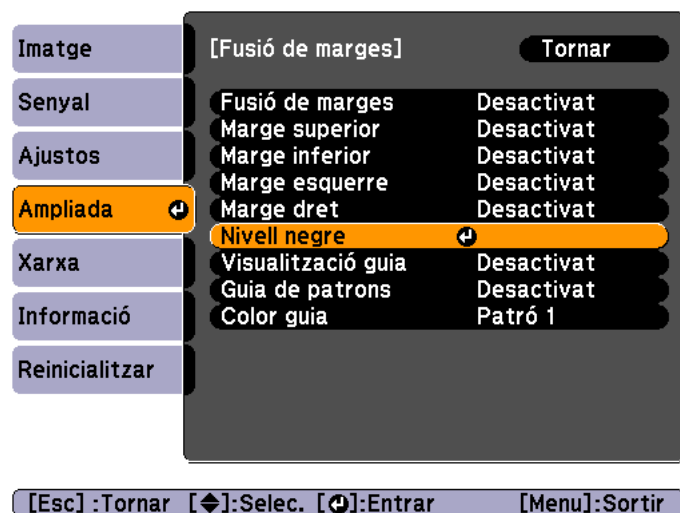 Imatge
Senyal
Ajustos
Ampliada
Xarxa
Informació
Reinicialitzar
[Fusió de marges] Tornar
Fusió de marges Desactivat
Marge superior Desactivat
Marge inferior Desactivat
Marge esquerre Desactivat
Marge dret Desactivat
Nivell negre
Visualització guia Desactivat
Guia de patrons Desactivat
Color guia Patró 1
[Esc] :Tornar [◆]:Selec. [↵]:Entrar [Menu]:Sortir